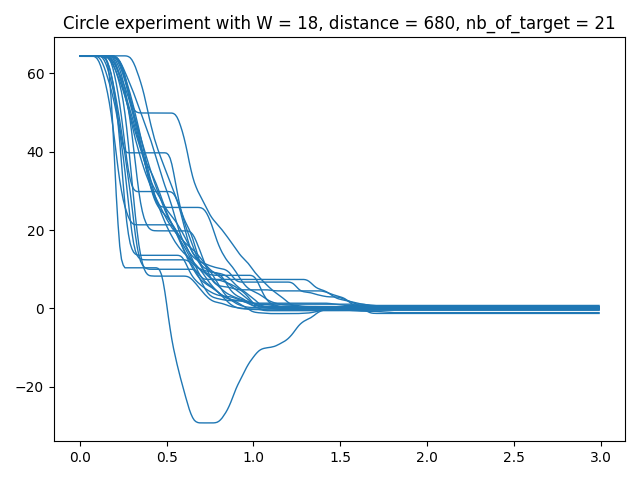 Circle experiment with W = 18, distance = 680, nb_of_target = 21
60
40
20
0
−20
0.0 0.5 1.0 1.5 2.0 2.5 3.0